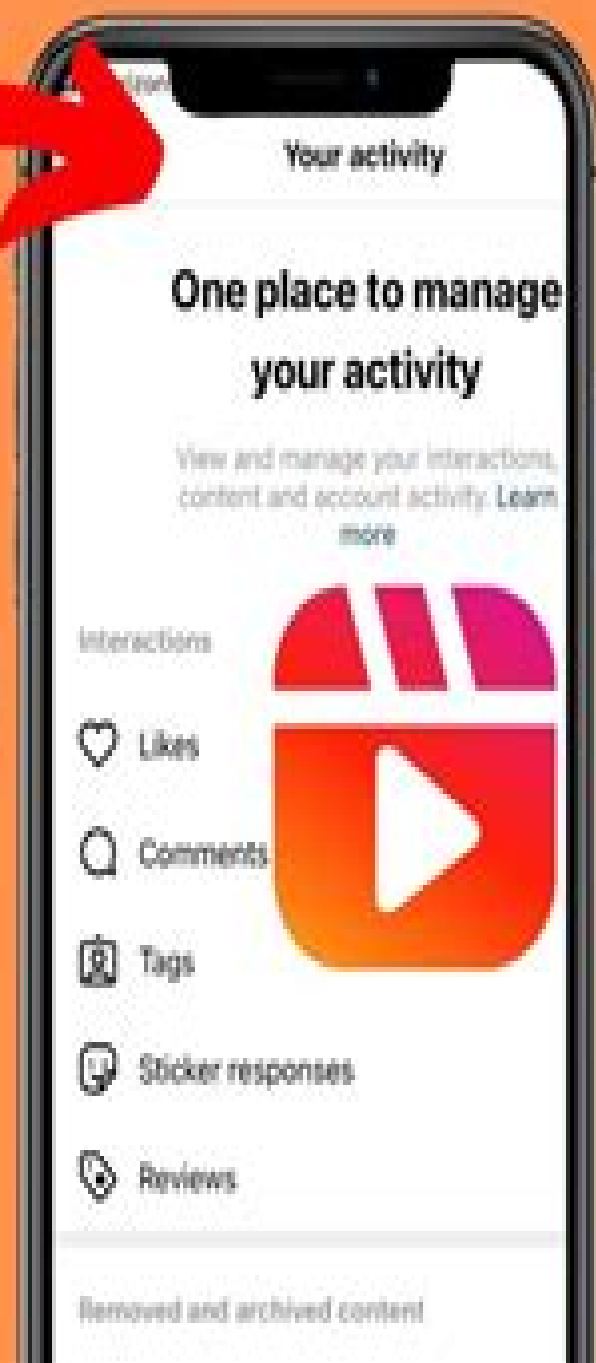 Your activity
One place to manage
your activity
View and manage your interactions,
content and account activity. Learn
more
Interactions
Likes
Comments
Tags
Sticker responses
Reviews
Removed and archived content